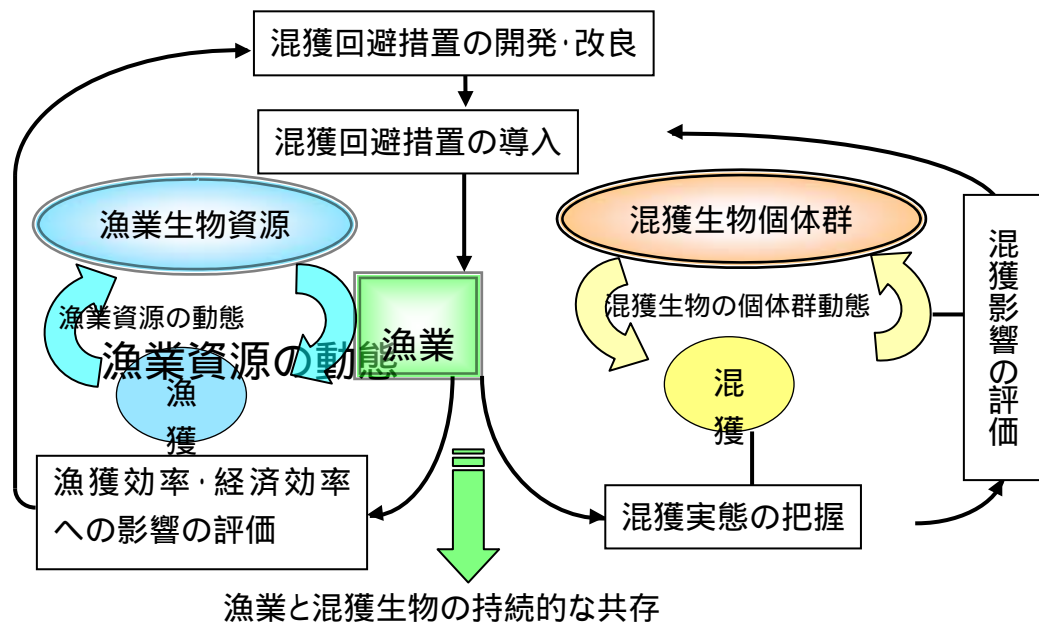 混獲回避措置の開発･改良
混獲回避措置の導入
漁業生物資源
混獲生物個体群
漁業資源の動態
漁業資源の動態
漁業
混獲生物の個体群動態
漁
獲
混
獲
混獲影響の評価
漁獲効率･経済効率
への影響の評価
混獲実態の把握
漁業と混獲生物の持続的な共存